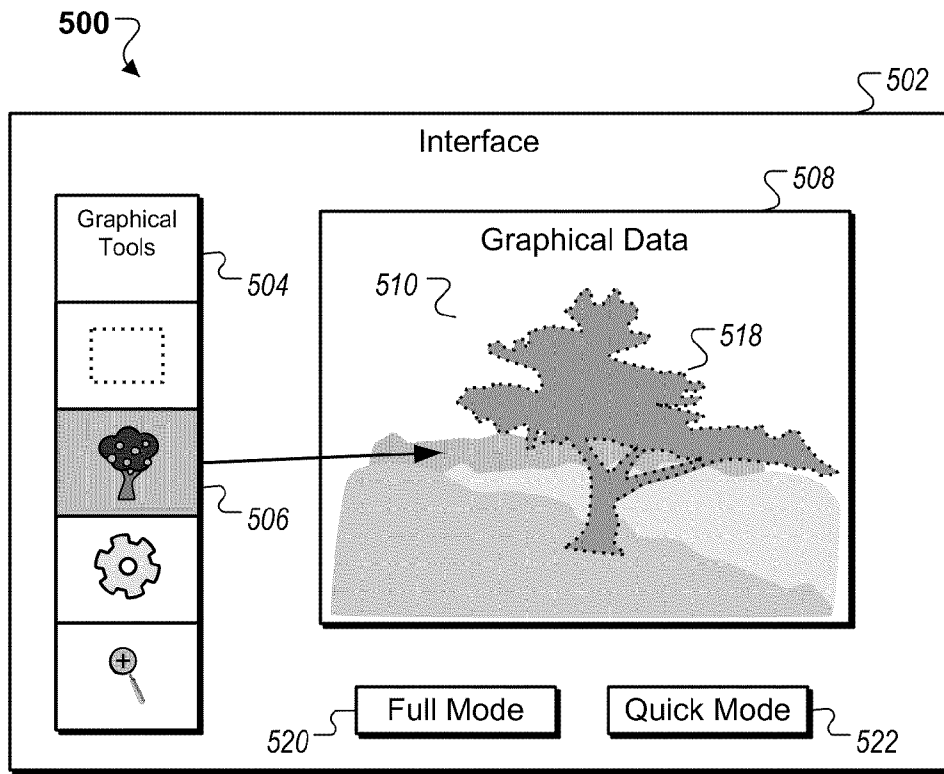 500
502
Interface
508
Graphical
Tools
504
Graphical Data
510
518
506
Full Mode
520
Quick Mode
522